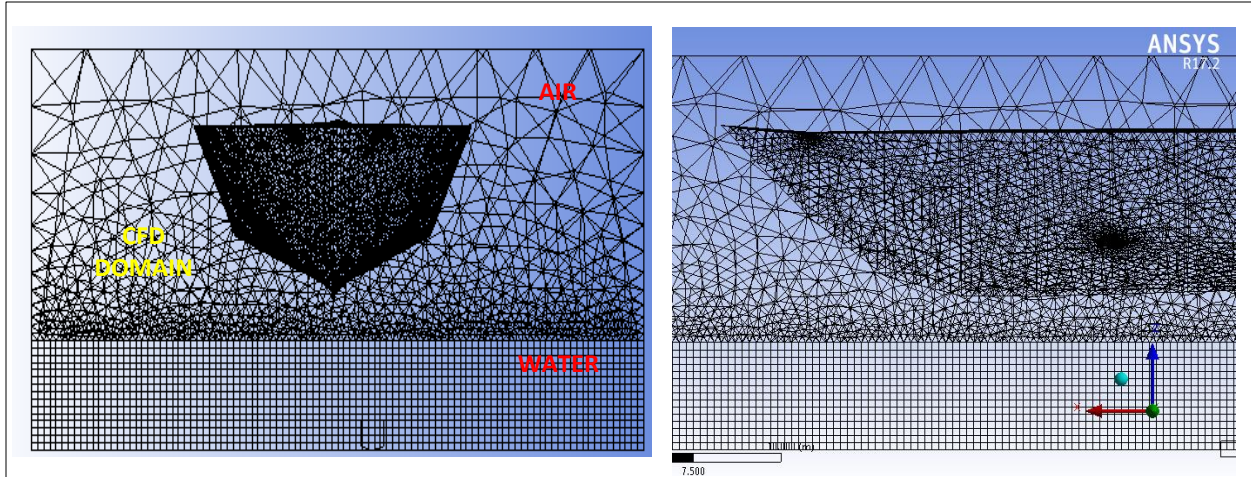 AIR
CFD
DOMAIN
WATER
ANSYS
R17.2
X
(m)
7.500